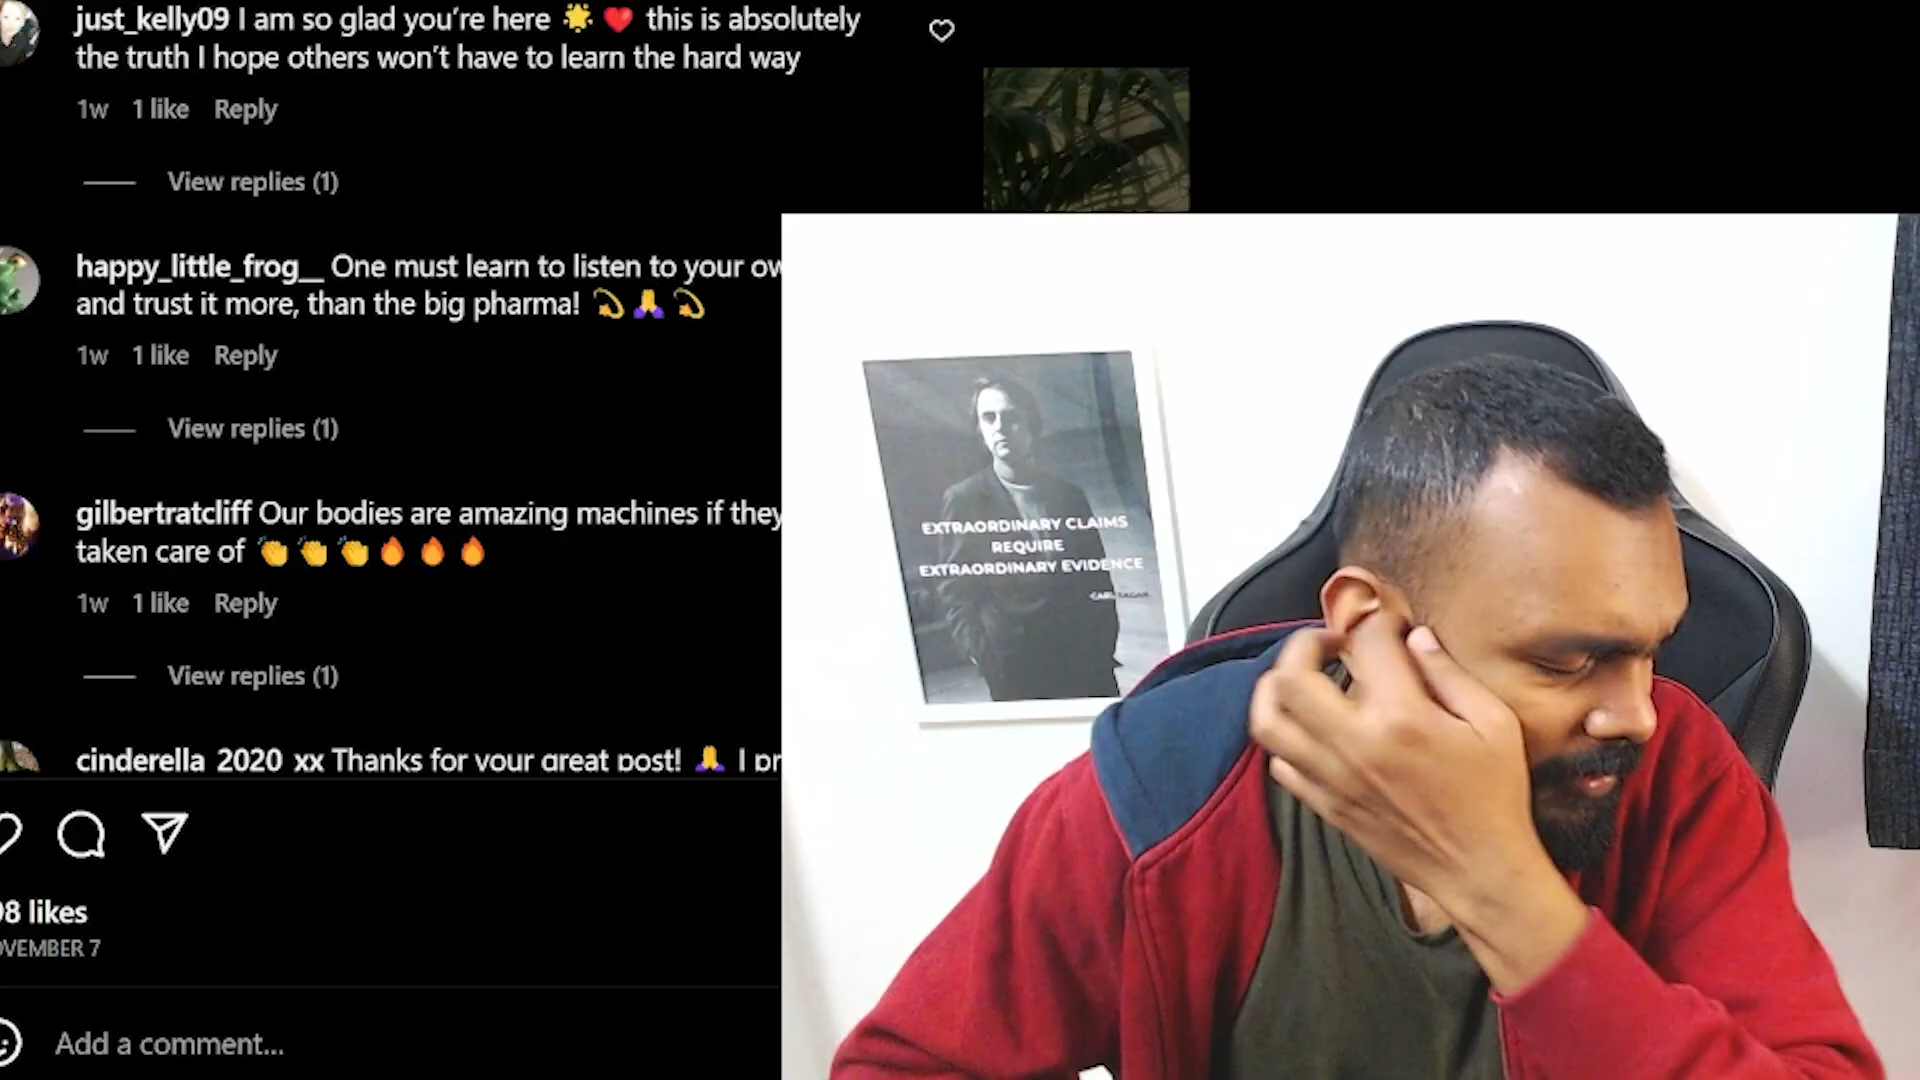 just_kelly09 I am so glad you're here 🌟 ❤️ this is absolutely
the truth I hope others won't have to learn the hard way
1w 1 like Reply
View replies (1)
happy_little_frog__ One must learn to listen to your
and trust it more, than the big pharma! 💫 🙏 💫
1w 1 like Reply
View replies (1)
gilbertratcliff Our bodies are amazing machines if they
taken care of 👏 👏 👏 🔥 🔥 🔥
1w 1 like Reply
View replies (1)
cinderella_2020_xx Thanks for your great post! 🙏 I
8 likes
OVEMBER 7
Add a comment...
EXTRAORDINARY CLAIMS
REQUIRE
EXTRAORDINARY EVIDENCE
-CARL SAGAN